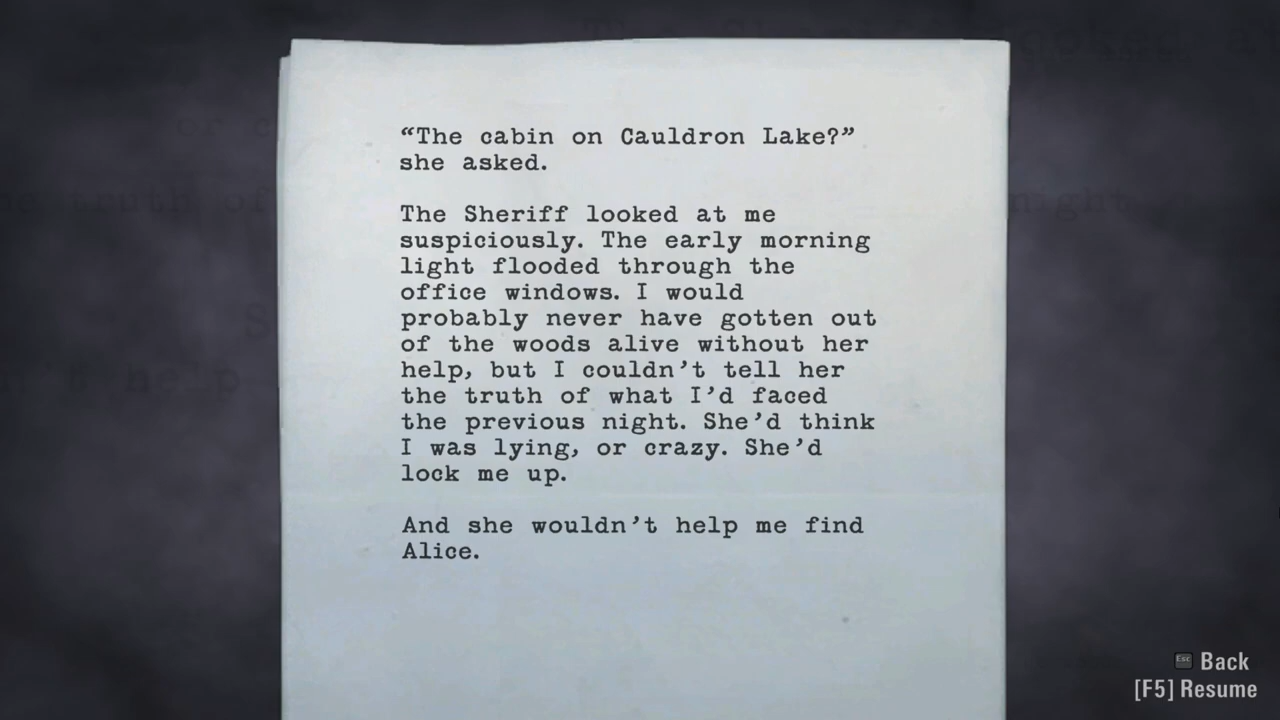 “The cabin on Cauldron Lake?”
she asked.
The Sheriff looked at me
suspiciously. The early morning
light flooded through the
office windows. I would
probably never have gotten out
of the woods alive without her
help, but I couldn’t tell her
the truth of what I’d faced
the previous night. She’d think
I was lying, or crazy. She’d
lock me up.
And she wouldn’t help me find
Alice.
Esc Back
[F5] Resume